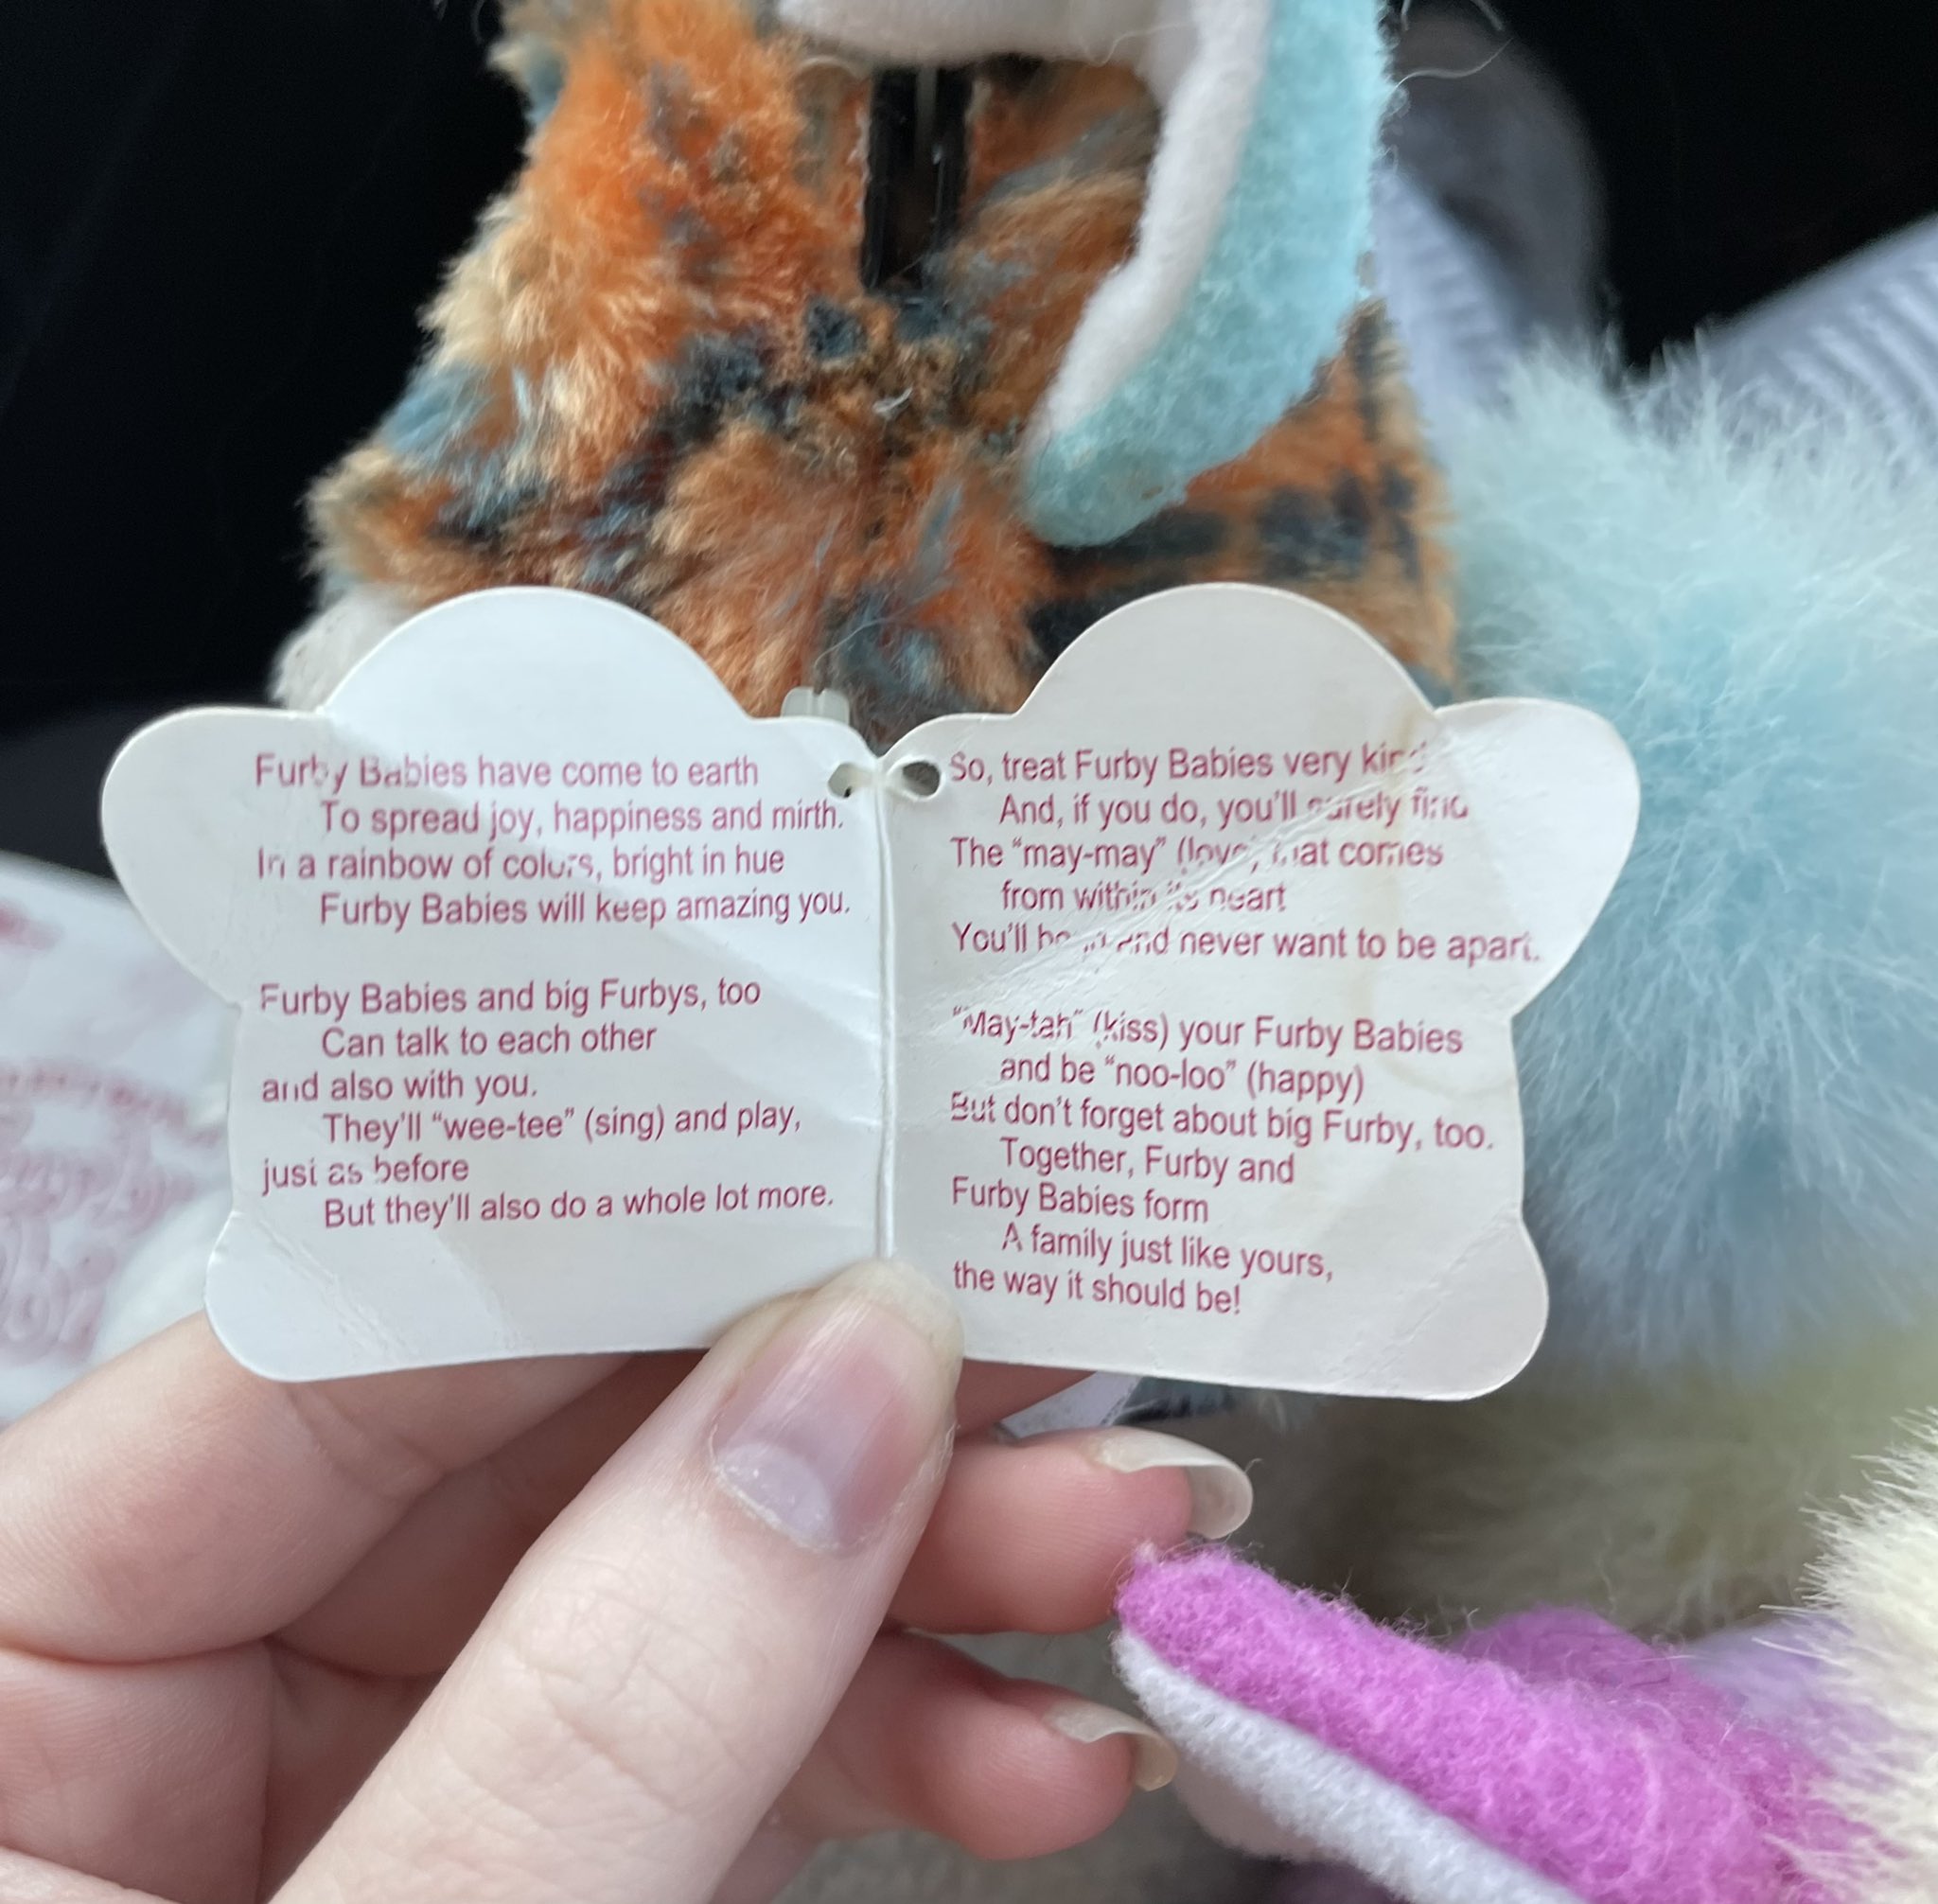 Furby Babies have come to earth
To spread joy, happiness and mirth.
In a rainbow of colors, bright in hue
Furby Babies will keep amazing you.
Furby Babies and big Furbys, too
Can talk to each other
and also with you.
They'll “wee-tee” (sing) and play,
just as before
But they'll also do a whole lot more.
So, treat Furby Babies very kind
And, if you do, you'll surely find
The “may-may” (love) that comes
from within its heart
You'll and never want to be apart.
“May-tah” (kiss) your Furby Babies
and be “noo-loo” (happy)
But don't forget about big Furby, too.
Together, Furby and
Furby Babies form
A family just like yours,
the way it should be!